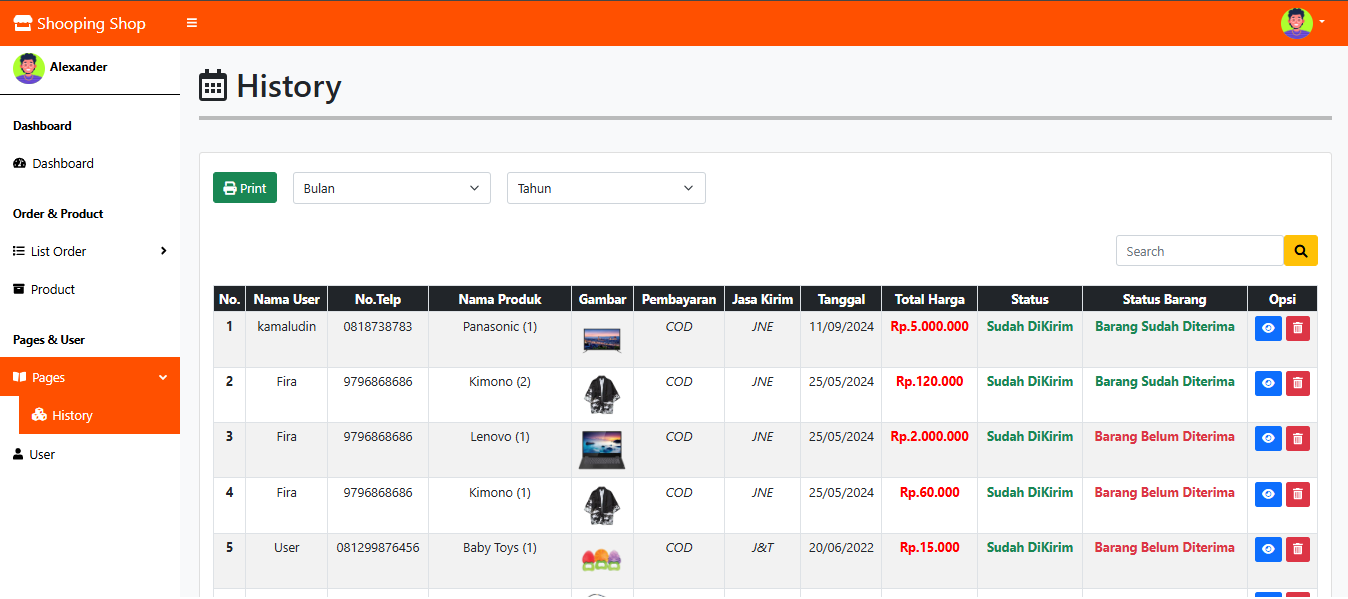 Shooping Shop
Alexander
Dashboard
Dashboard
Order & Product
List Order
Product
Pages & User
Pages
History
User
History
Print Bulan Tahun
Search
No. Nama User No.Telp Nama Produk Gambar Pembayaran Jasa Kirim Tanggal Total Harga Status Status Barang Opsi
1 kamaludin 0818738783 Panasonic (1) COD JNE 11/09/2024 Rp.5.000.000 Sudah DiKirim Barang Sudah Diterima
2 Fira 9796868686 Kimono (2) COD JNE 25/05/2024 Rp.120.000 Sudah DiKirim Barang Sudah Diterima
3 Fira 9796868686 Lenovo (1) COD JNE 25/05/2024 Rp.2.000.000 Sudah DiKirim Barang Belum Diterima
4 Fira 9796868686 Kimono (1) COD JNE 25/05/2024 Rp.60.000 Sudah DiKirim Barang Belum Diterima
5 User 081299876456 Baby Toys (1) COD J&T 20/06/2022 Rp.15.000 Sudah DiKirim Barang Belum Diterima